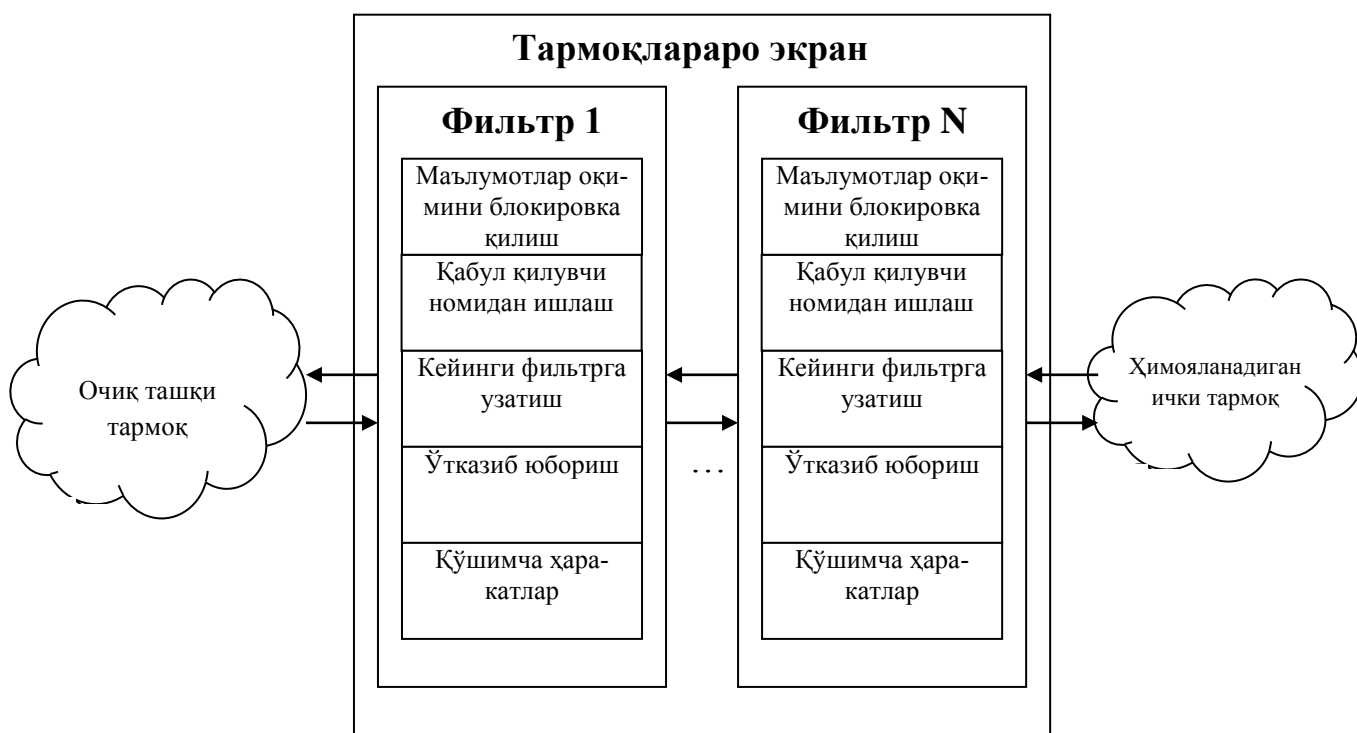 Тармоқлараро экран
Фильтр 1
Маълумотлар оқи-
мини блокировка
қилиш
Қабул қилувчи
номидан ишлаш
Кейинги фильтрга
узатиш
Ўтказиб юбориш
Қўшимча ҳара-
катлар
Фильтр N
Маълумотлар оқи-
мини блокировка
қилиш
Қабул қилувчи
номидан ишлаш
Кейинги фильтрга
узатиш
Ўтказиб юбориш
Қўшимча ҳара-
катлар
Очиқ ташқи
тармоқ
…
Ҳимояланадиган
ички тармоқ